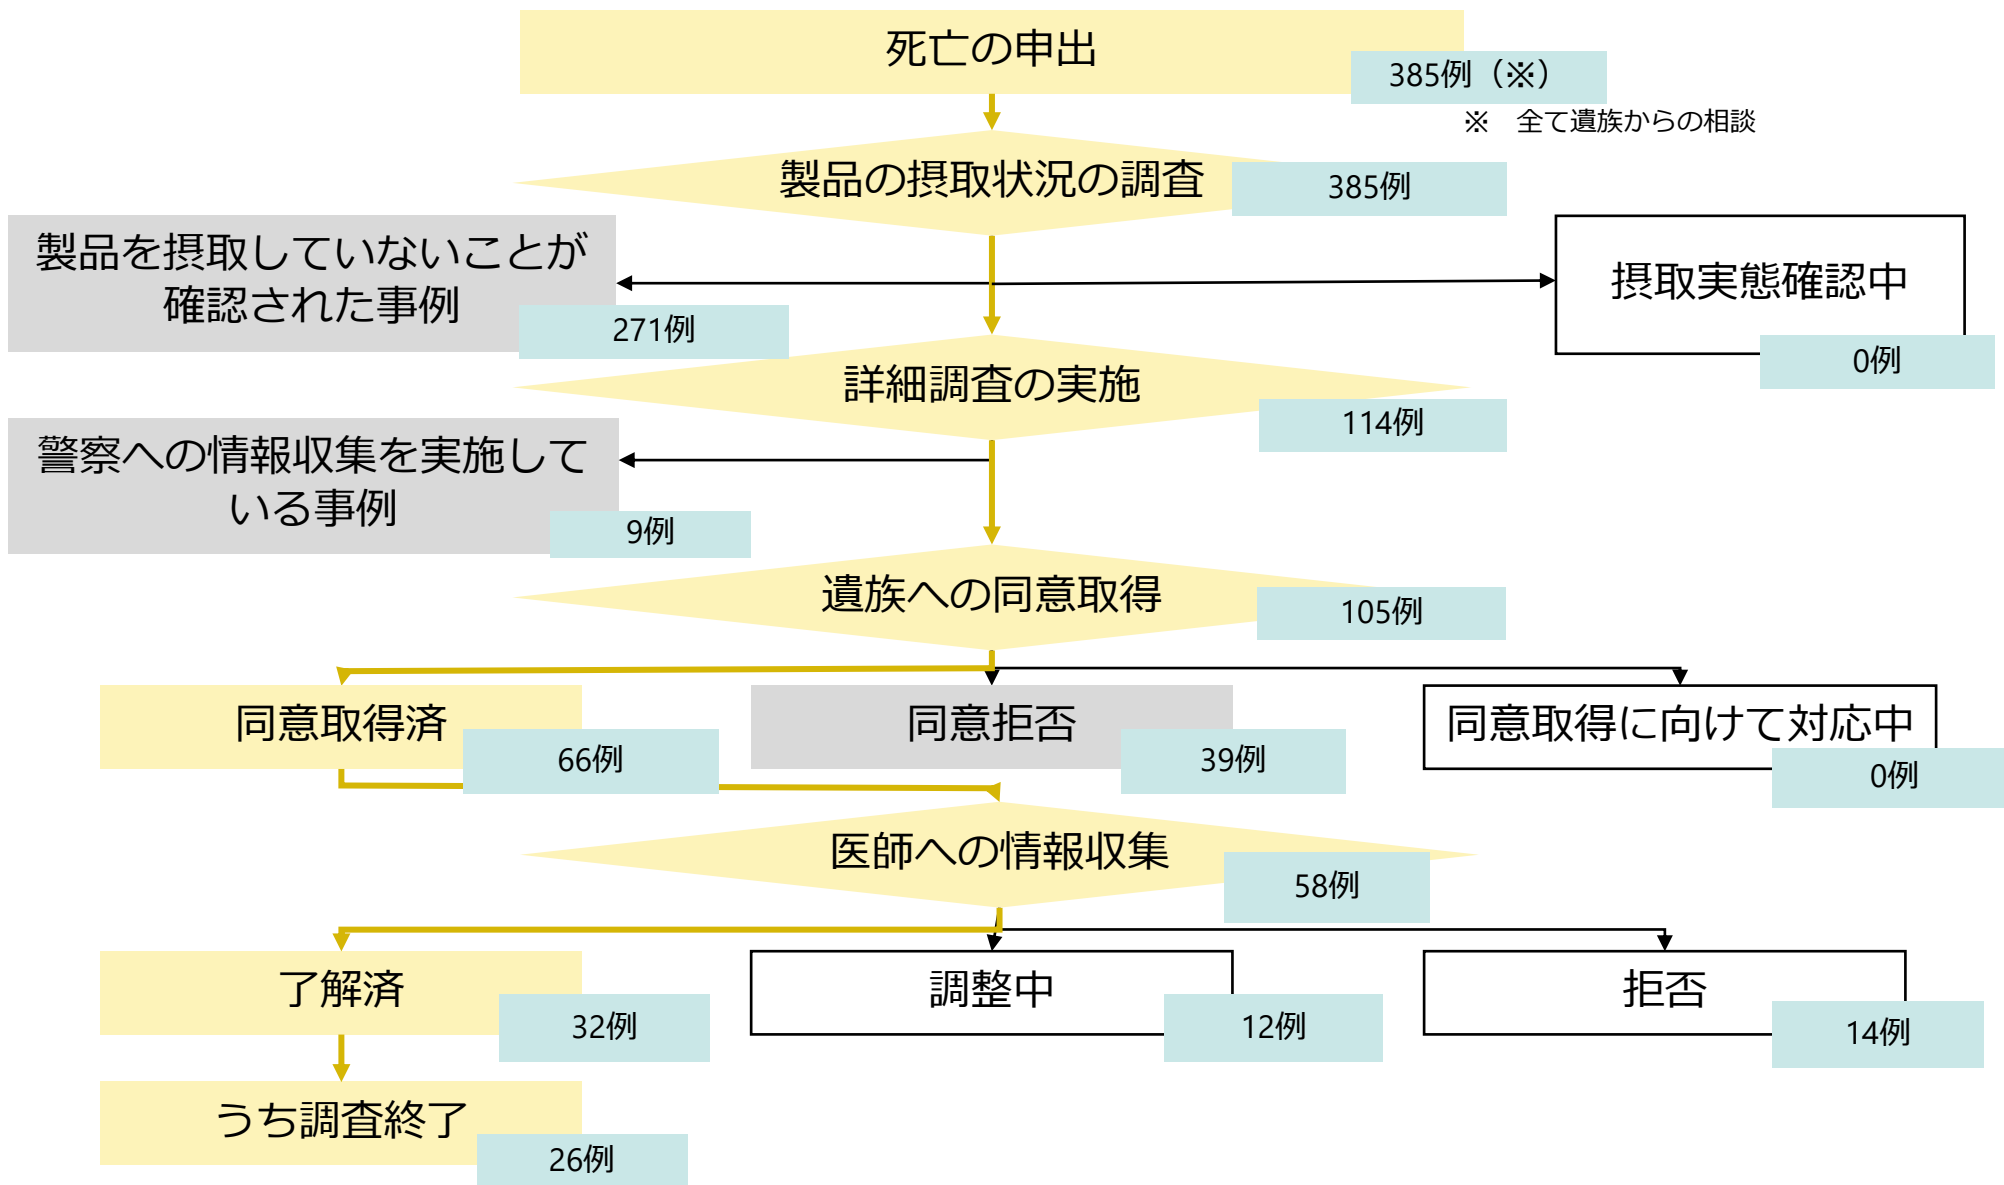 死亡の申出
385例（※）
※　全て遺族からの相談
製品の摂取状況の調査
385例
製品を摂取していないことが
確認された事例
271例
摂取実態確認中
0例
詳細調査の実施
114例
警察への情報収集を実施して
いる事例
9例
遺族への同意取得
105例
同意取得済
66例
同意拒否
39例
同意取得に向けて対応中
0例
医師への情報収集
58例
了解済
32例
調整中
12例
拒否
14例
うち調査終了
26例